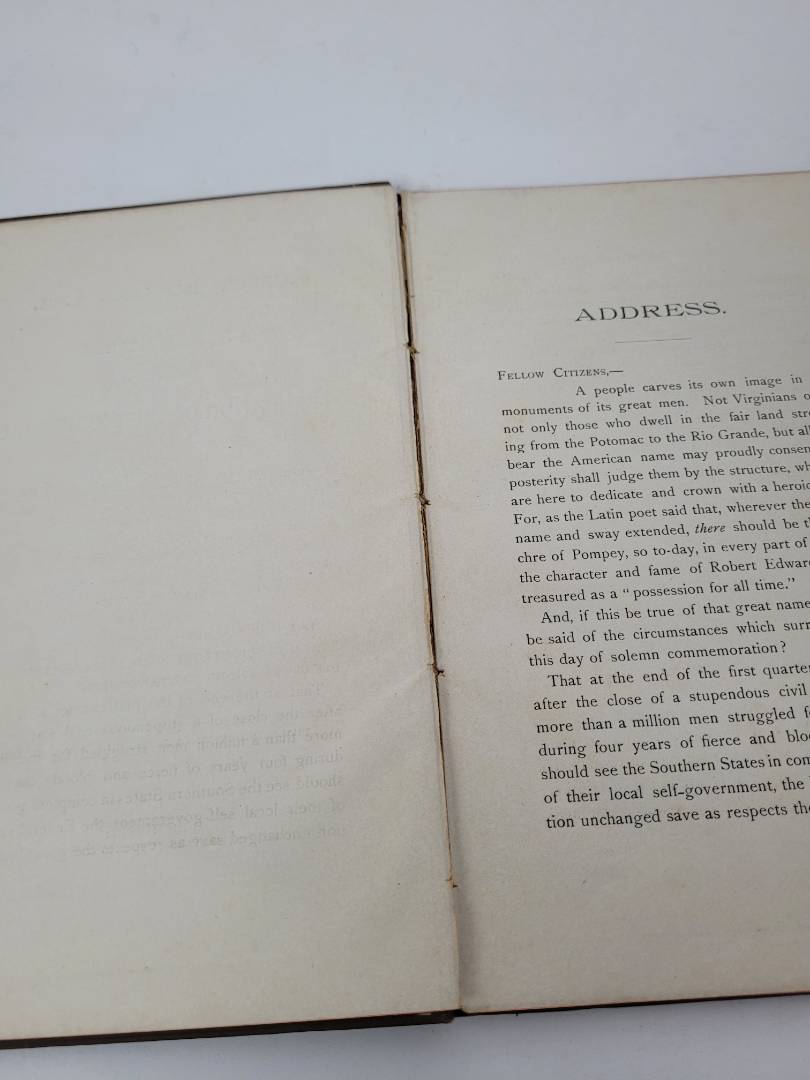 ADDRESS.
FELLOW CITIZENS,—
A people carves its own image in
monuments of its great men. Not Virginians
not only those who dwell in the fair land
ing from the Potomac to the Rio Grande, but
bear the American name may proudly
posterity shall judge them by the structure,
are here to dedicate and crown with a heroic
For, as the Latin poet said that, wherever the
name and sway extended, there should be
chre of Pompey, so to-day, in every part of
the character and fame of Robert
treasured as a “possession for all time.”
And, if this be true of that great name
be said of the circumstances which
this day of solemn commemoration?
That at the end of the first quarter
after the close of a stupendous civil
more than a million men struggled
during four years of fierce and
should see the Southern States in
of their local self-government, the
tion unchanged save as respects the